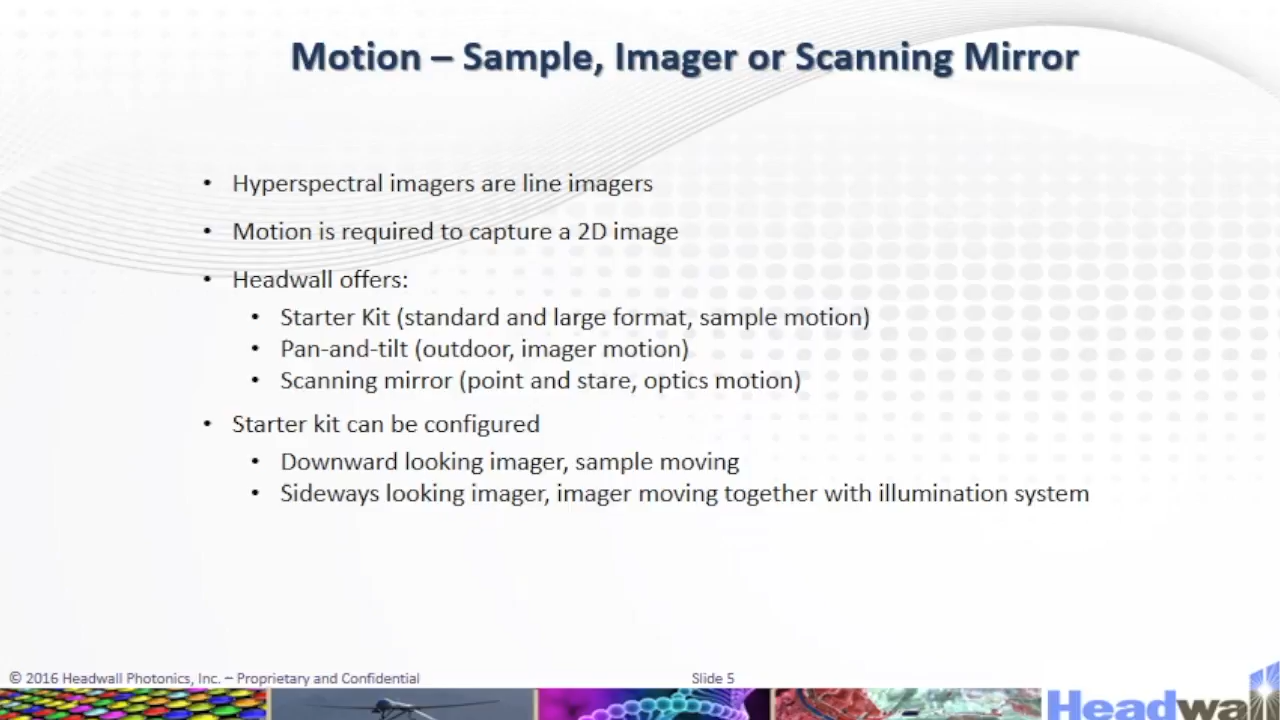 Motion – Sample, Imager or Scanning Mirror
• Hyperspectral imagers are line imagers
• Motion is required to capture a 2D image
• Headwall offers:
• Starter Kit (standard and large format, sample motion)
• Pan-and-tilt (outdoor, imager motion)
• Scanning mirror (point and stare, optics motion)
• Starter kit can be configured
• Downward looking imager, sample moving
• Sideways looking imager, imager moving together with illumination system
© 2016 Headwall Photonics, Inc. – Proprietary and Confidential
Slide 5
Headwall